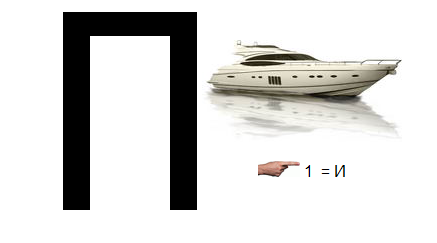 П
1 = И